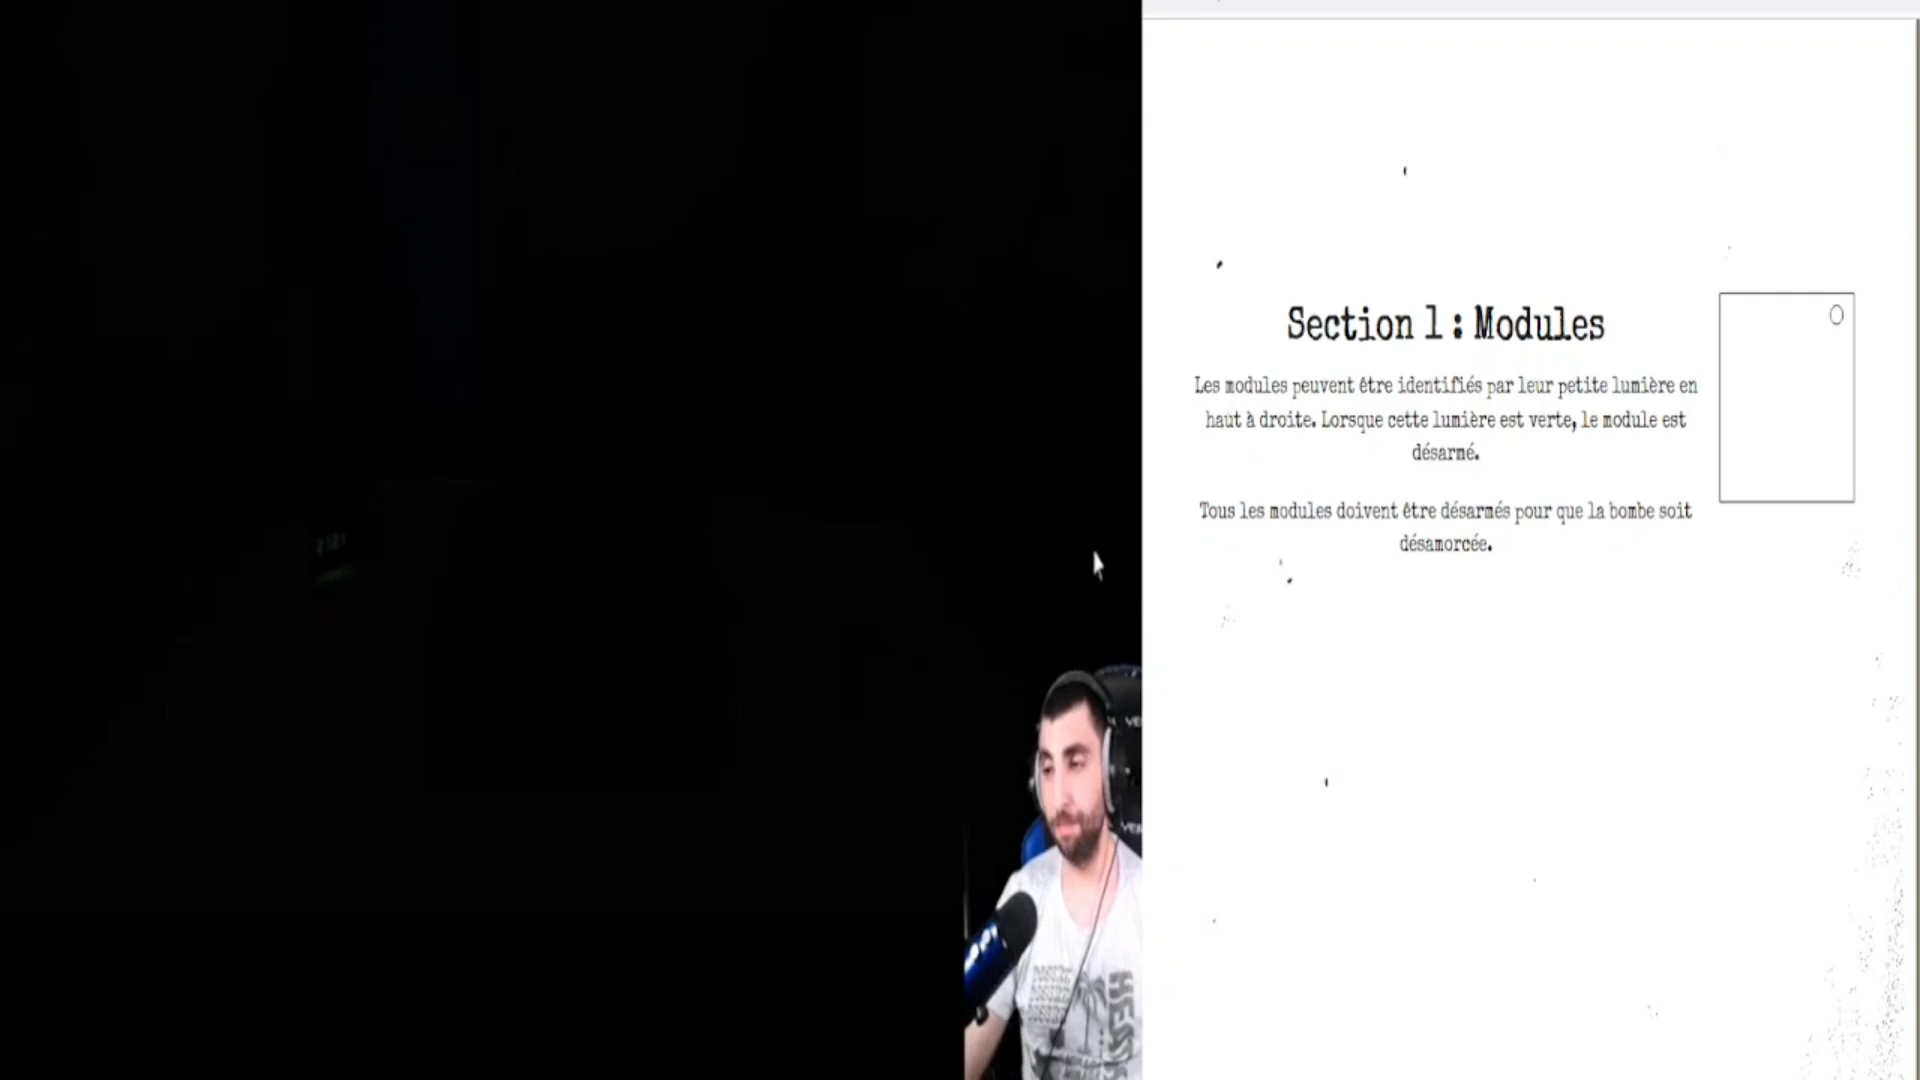 Section 1 : Modules
Les modules peuvent être identifiés par leur petite lumière en
haut à droite. Lorsque cette lumière est verte, le module est
désarmé.
Tous les modules doivent être désarmés pour que la bombe soit
désamorcée.